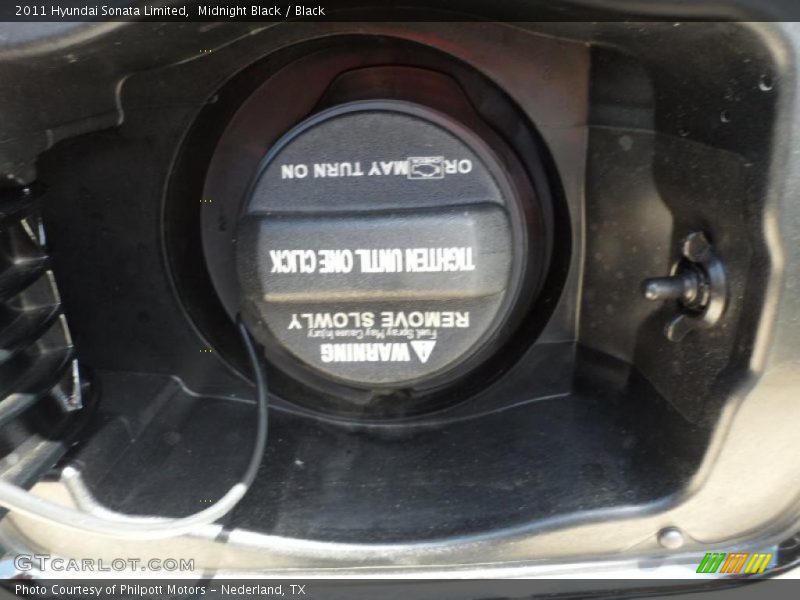 2011 Hyundai Sonata Limited, Midnight Black / Black
WARNING
Fuel Spray May Cause Injury
REMOVE SLOWLY
TIGHTEN UNTIL ONE CLICK
OR CHECK MAY TURN ON
GTCARLOT.COM
Photo Courtesy of Philpott Motors - Nederland, TX